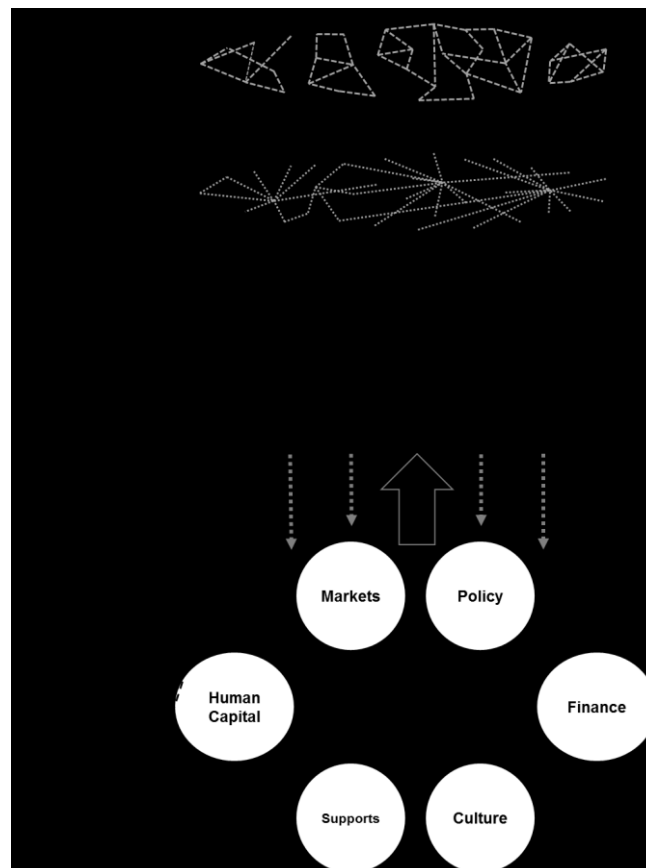 Markets
Policy
Human
Capital
Finance
Supports
Culture